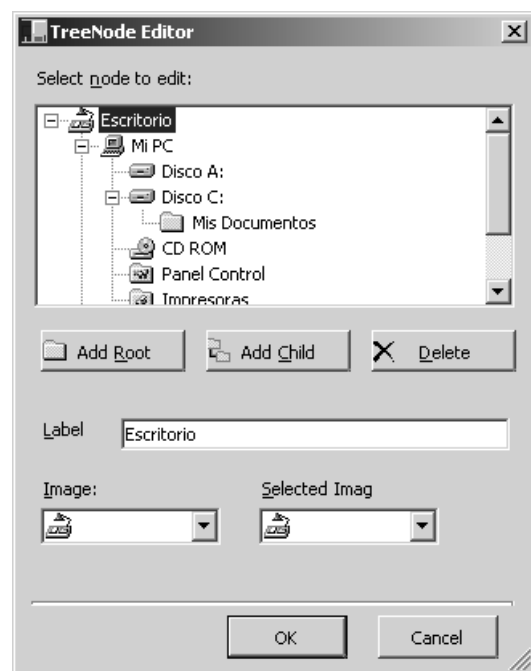 TreeNode Editor
Select node to edit:
Escritorio
Mi PC
Disco A:
Disco C:
Mis Documentos
CD ROM
Panel Control
Impresoras
Add Root Add Child Delete
Label Escritorio
Image: Selected Imag
OK Cancel